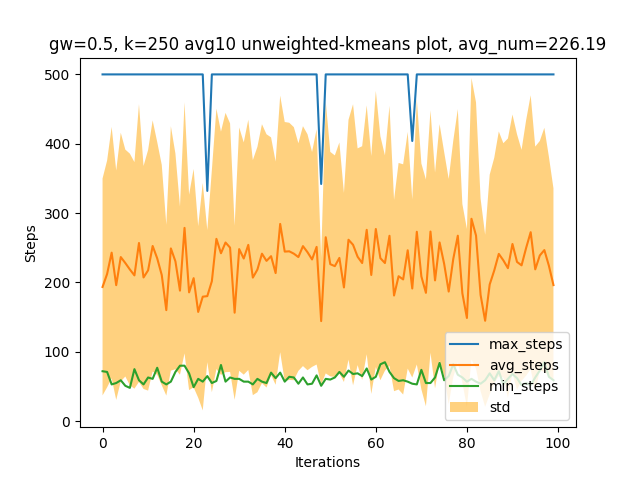 gw=0.5, k=250 avg10 unweighted-kmeans plot, avg_num=226.19
500
400
300
200
100
0
Steps
max_steps
avg_steps
min_steps
std
0 20 40 60 80 100
Iterations